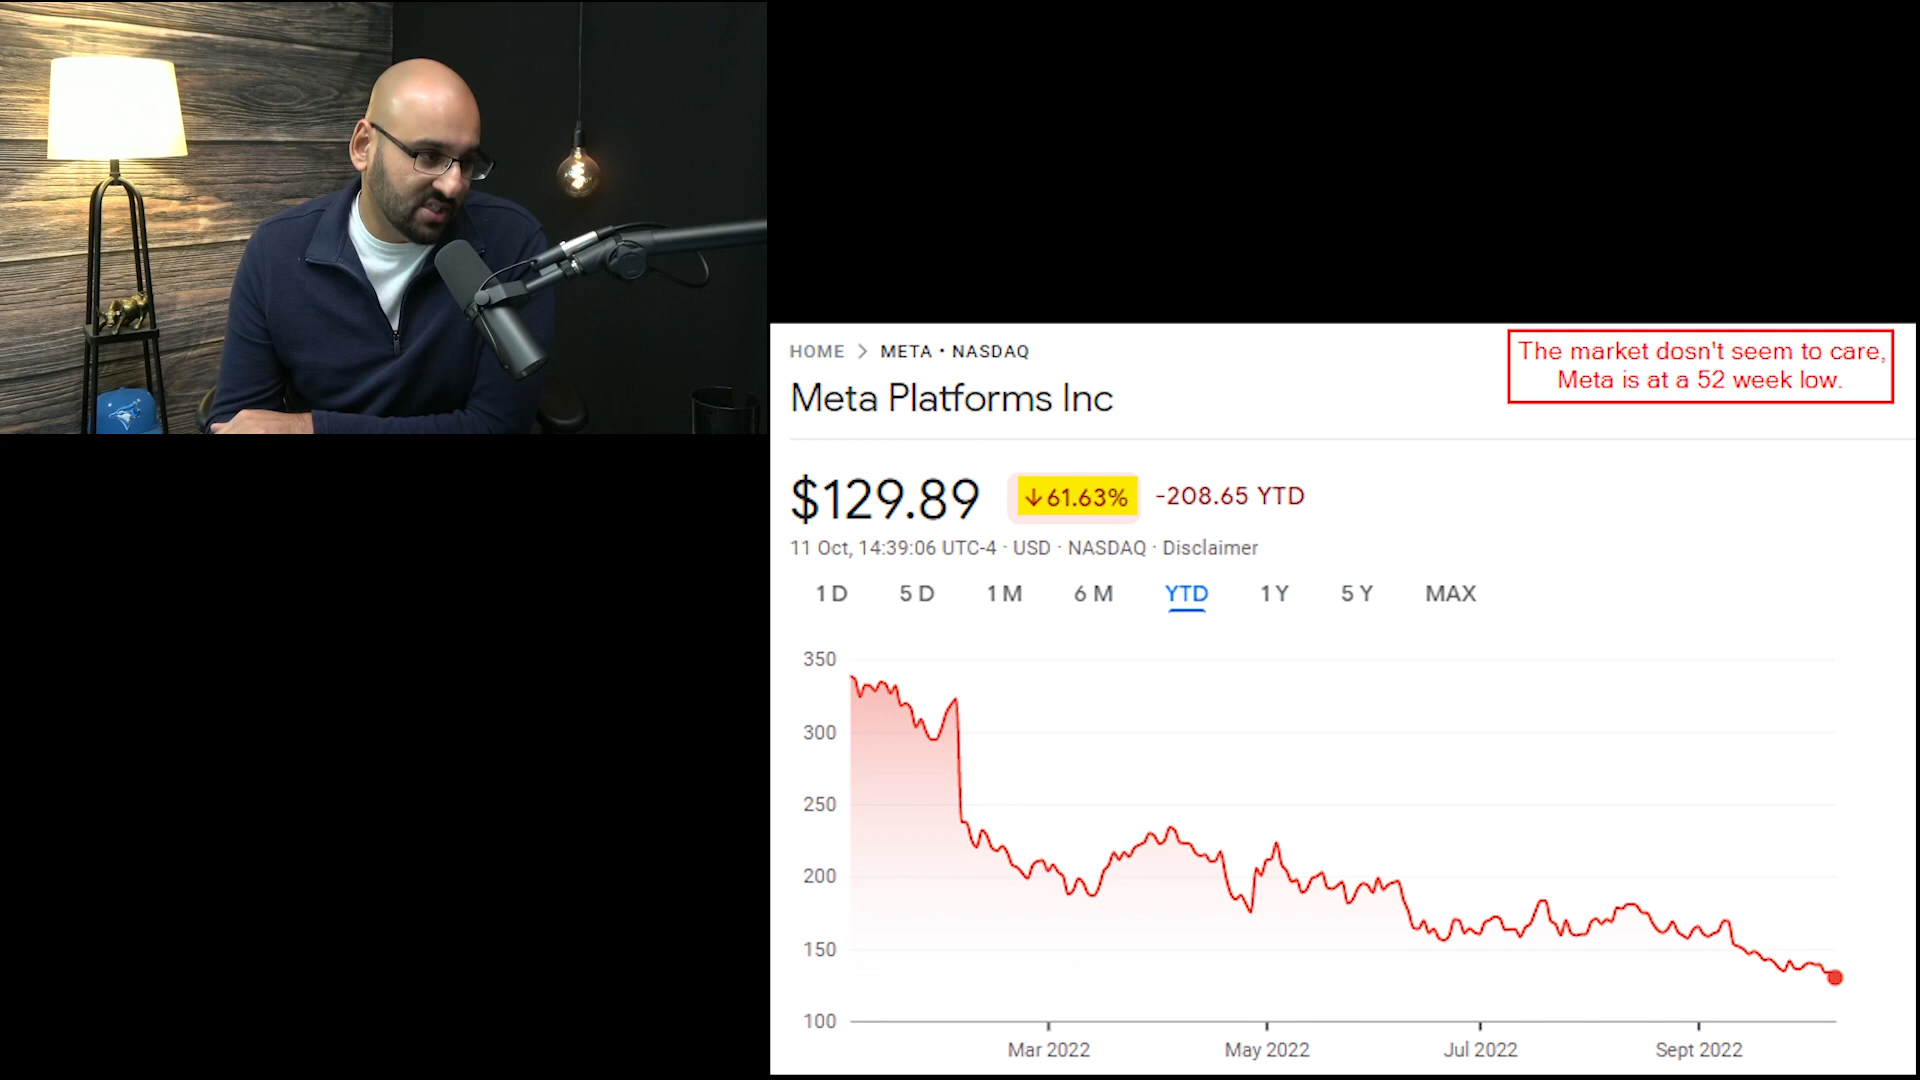 HOME > META • NASDAQ
The market dosn't seem to care,
Meta is at a 52 week low.
Meta Platforms Inc
$129.89 ↓61.63% -208.65 YTD
11 Oct, 14:39:06 UTC-4 · USD · NASDAQ · Disclaimer
1D 5D 1M 6M YTD 1Y 5Y MAX
350
300
250
200
150
100
Mar 2022 May 2022 Jul 2022 Sept 2022